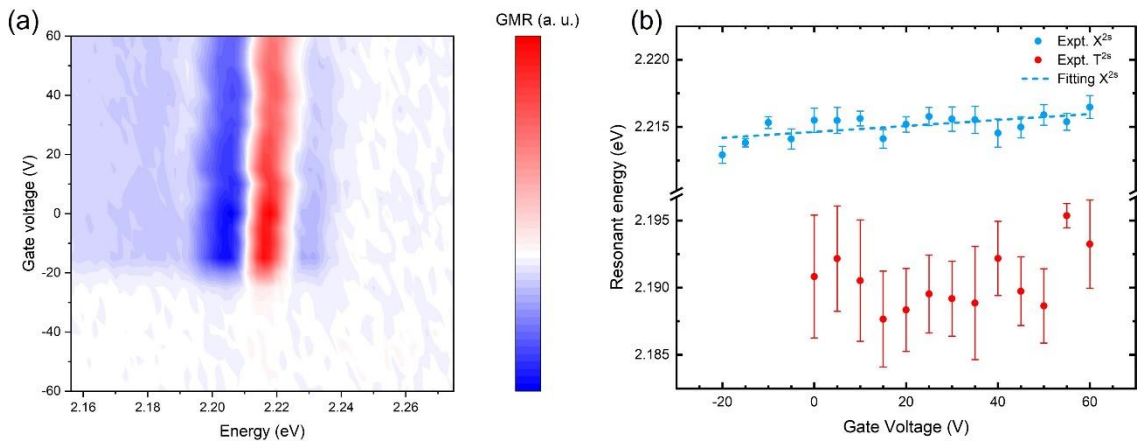 (a)
GMR (a. u.)
60
40
20
0
-20
-40
-60
Gate voltage (V)
2.16
2.18
2.20
2.22
2.24
2.26
Energy (eV)
(b)
Expt. X2s
Expt. T2s
Fitting X2s
2.220
2.215
2.195
2.190
2.185
Resonant energy (eV)
-20
0
20
40
60
Gate Voltage (V)